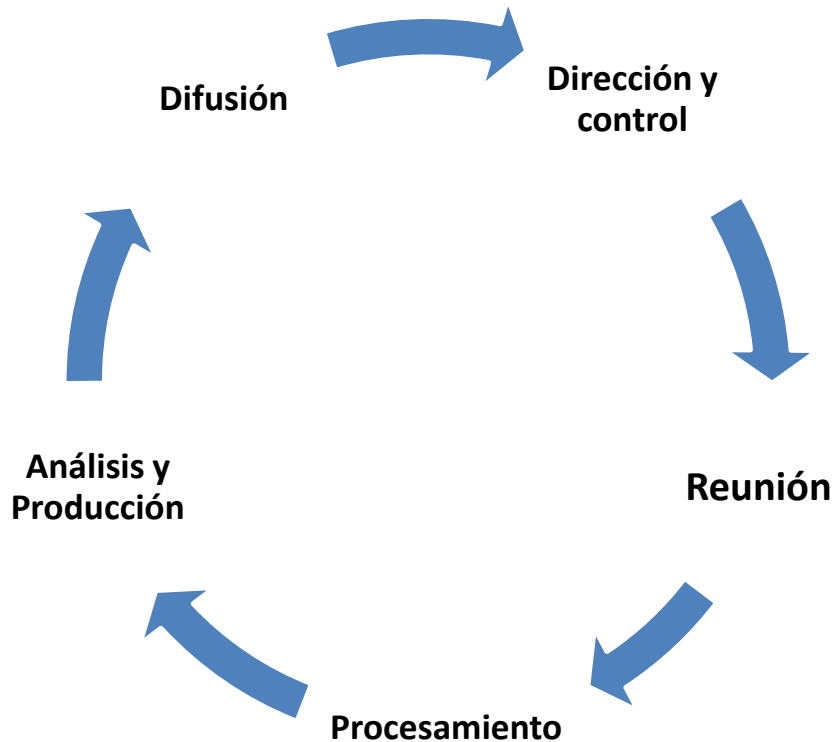 Difusión
Dirección y
control
Reunión
Procesamiento
Análisis y
Producción